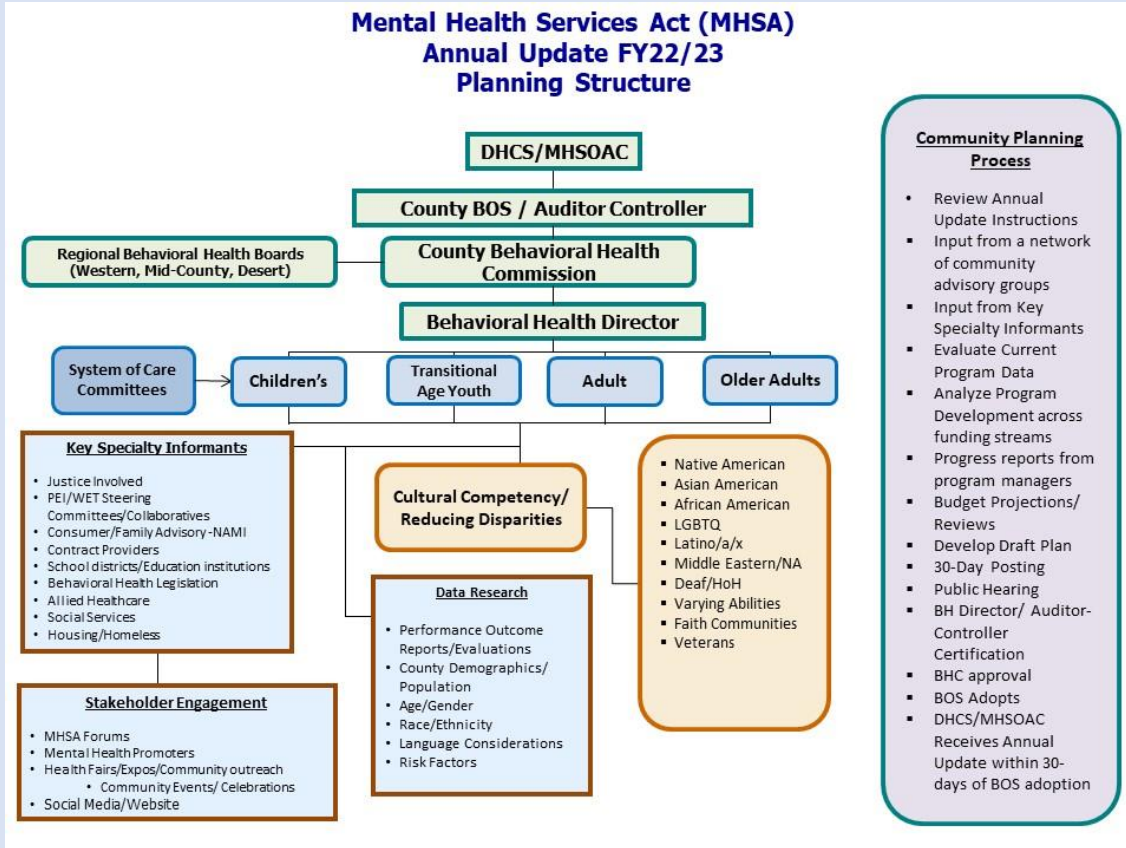 Mental Health Services Act (MHSA)
Annual Update FY22/23
Planning Structure
DHCS/MHSOAC
County BOS / Auditor Controller
Regional Behavioral Health Boards
(Western, Mid-County, Desert)
County Behavioral Health
Commission
Behavioral Health Director
System of Care
Committees
Children's
Transitional
Age Youth
Adult
Older Adults
Key Specialty Informants
• Justice Involved
• PEI/WET Steering
Committees/Collaboratives
• Consumer/Family Advisory -NAMI
• Contract Providers
• School districts/Education institutions
• Behavioral Health Legislation
• Allied Healthcare
• Social Services
• Housing/Homeless
Stakeholder Engagement
• MHSA Forums
• Mental Health Promoters
• Health Fairs/Expos/Community outreach
• Community Events/ Celebrations
• Social Media/Website
Cultural Competency/
Reducing Disparities
Data Research
• Performance Outcome
Reports/Evaluations
• County Demographics/
Population
• Age/Gender
• Race/Ethnicity
• Language Considerations
• Risk Factors
▪ Native American
▪ Asian American
▪ African American
▪ LGBTQ
▪ Latino/a/x
▪ Middle Eastern/NA
▪ Deaf/HoH
▪ Varying Abilities
▪ Faith Communities
▪ Veterans
Community Planning
Process
• Review Annual
Update Instructions
▪ Input from a network
of community
advisory groups
▪ Input from Key
Specialty Informants
▪ Evaluate Current
Program Data
▪ Analyze Program
Development across
funding streams
▪ Progress reports from
program managers
▪ Budget Projections/
Reviews
▪ Develop Draft Plan
▪ 30-Day Posting
▪ Public Hearing
▪ BH Director/ Auditor-
Controller
Certification
▪ BHC approval
▪ BOS Adopts
▪ DHCS/MHSOAC
Receives Annual
Update within 30-
days of BOS adoption